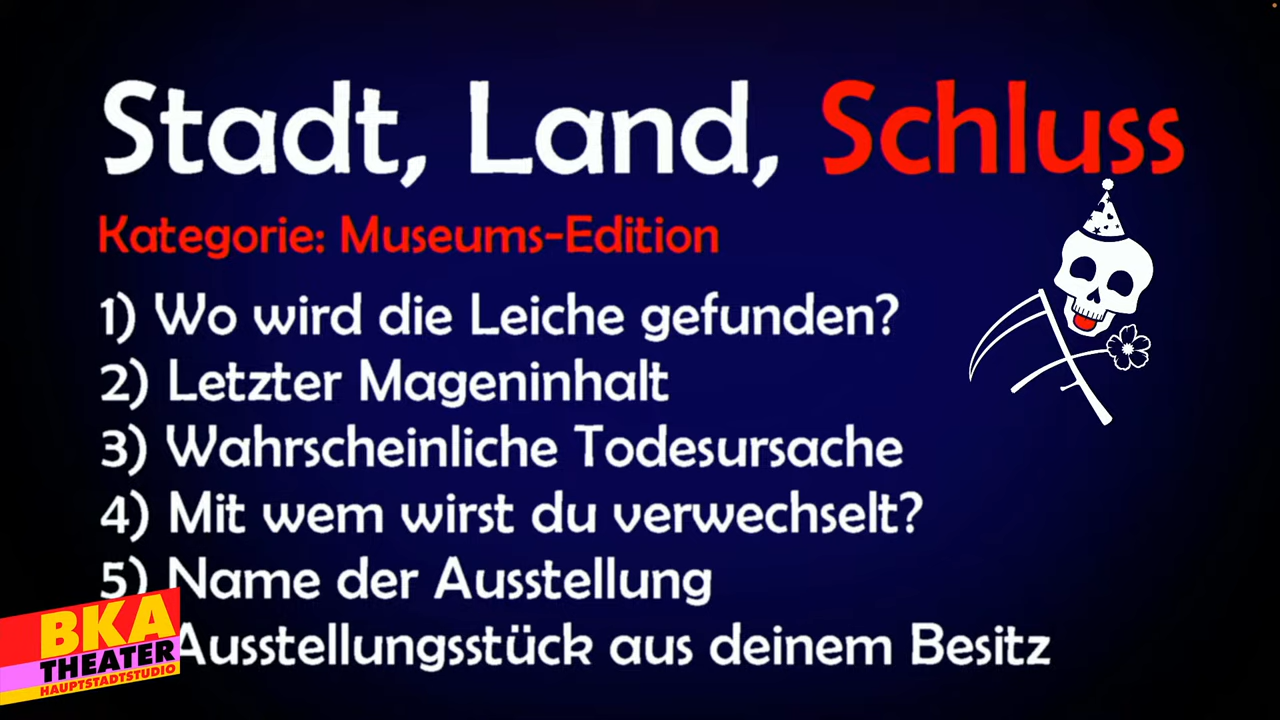 Stadt, Land, Schluss
Kategorie: Museums-Edition
1) Wo wird die Leiche gefunden?
2) Letzter Mageninhalt
3) Wahrscheinliche Todesursache
4) Mit wem wirst du verwechselt?
5) Name der Ausstellung
Ausstellungsstück aus deinem Besitz
BKA
THEATER
HAUPTSTADTSTUDIO